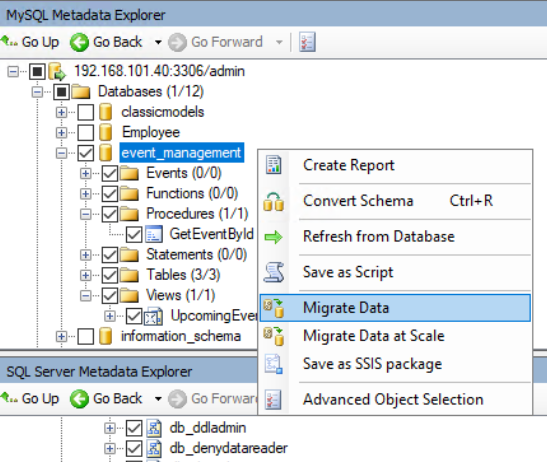 MySQL Metadata Explorer
Go Up Go Back Go Forward
192.168.101.40:3306/admin
Databases (1/12)
classicmodels
Employee
event_management
Events (0/0)
Functions (0/0)
Procedures (1/1)
GetEventById
Statements (0/0)
Tables (3/3)
Views (1/1)
UpcomingEve
information_schema
Create Report
Convert Schema Ctrl+R
Refresh from Database
Save as Script
Migrate Data
Migrate Data at Scale
Save as SSIS package
Advanced Object Selection
SQL Server Metadata Explorer
Go Up Go Back Go Forward
db_ddladmin
db_denydatareader